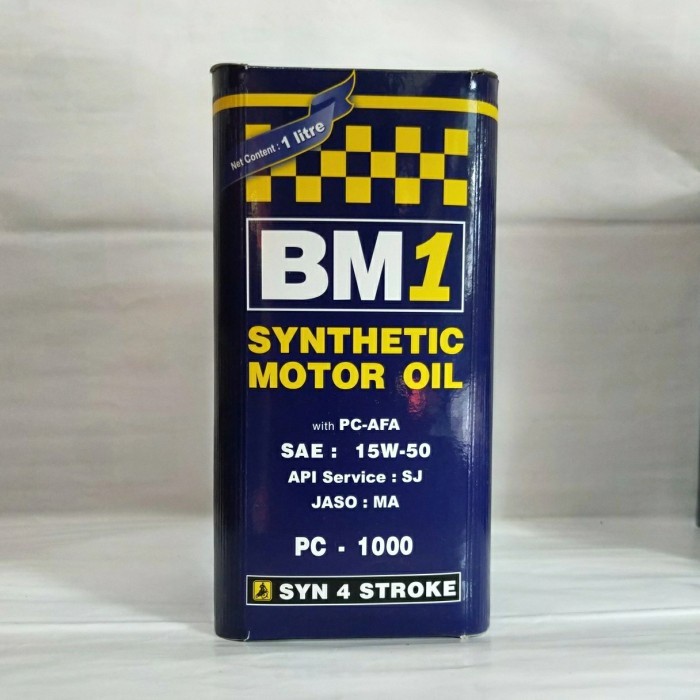 Net Content : 1 litre
BM1
SYNTHETIC
MOTOR OIL
with PC-AFA
SAE : 15W-50
API Service : SJ
JASO : MA
PC - 1000
SYN 4 STROKE